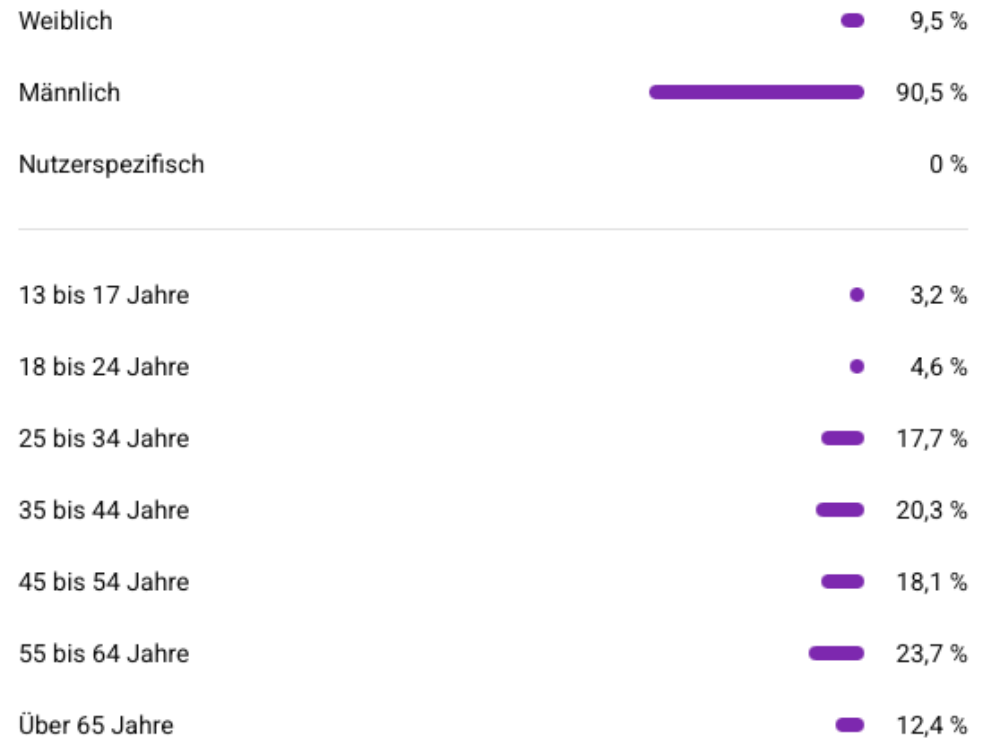 Weiblich 9,5 %
Männlich 90,5 %
Nutzerspezifisch 0 %
13 bis 17 Jahre 3,2 %
18 bis 24 Jahre 4,6 %
25 bis 34 Jahre 17,7 %
35 bis 44 Jahre 20,3 %
45 bis 54 Jahre 18,1 %
55 bis 64 Jahre 23,7 %
Über 65 Jahre 12,4 %